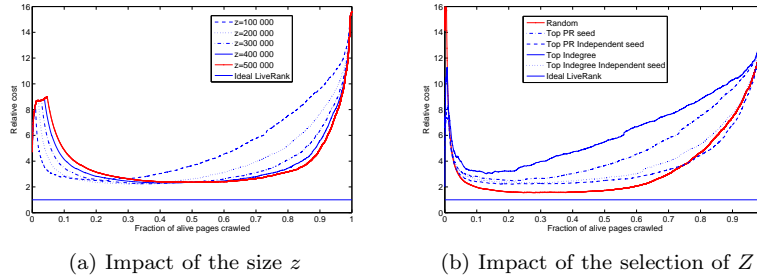 16
14
12
10
8
6
4
2
0
Relative cost
0 0.1 0.2 0.3 0.4 0.5 0.6 0.7 0.8 0.9 1
Fraction of alive pages crawled
z=100 000
z=200 000
z=300 000
z=400 000
z=500 000
Ideal LiveRank
(a) Impact of the size z
16
14
12
10
8
6
4
2
0
Relative cost
0 0.1 0.2 0.3 0.4 0.5 0.6 0.7 0.8 0.9
Fraction of alive pages crawled
Random
Top PR seed
Top PR Independent seed
Top Indegree
Top Indegree Independent seed
Ideal LiveRank
(b) Impact of the selection of Z